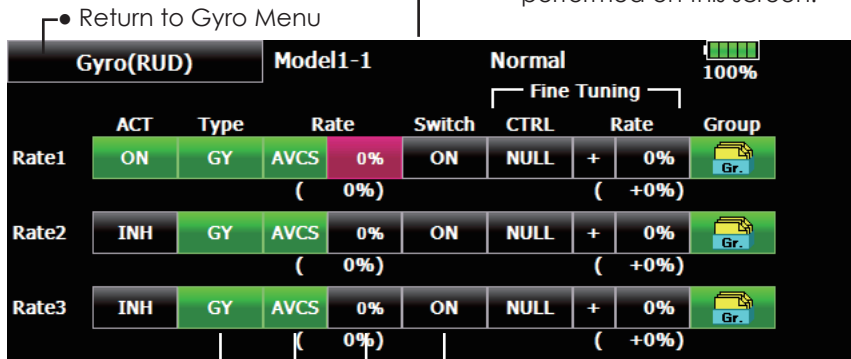 ● Return to Gyro Menu
performed on this screen.
Gyro(RUD) Model1-1 Normal 100%
Fine Tuning
ACT Type Rate Switch CTRL Rate Group
Rate1 ON GY AVCS 0% ON NULL + 0% Gr.
( 0%) ( +0%)
Rate2 INH GY AVCS 0% ON NULL + 0% Gr.
( 0%) ( +0%)
Rate3 INH GY AVCS 0% ON NULL + 0% Gr.
( 0%) ( +0%)